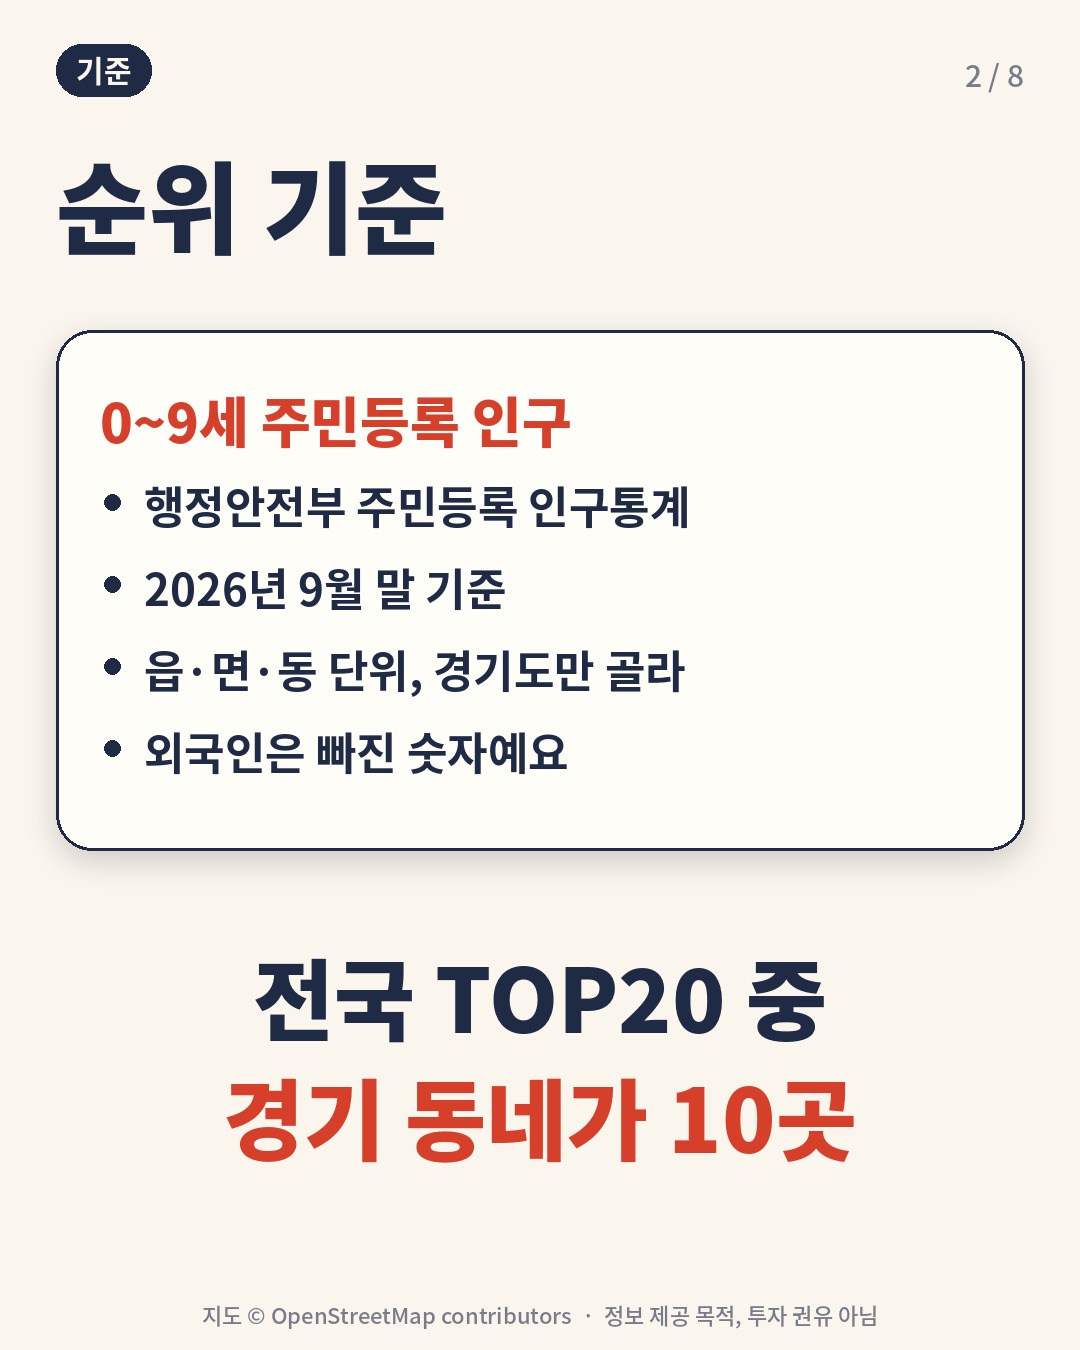 기준
2 / 8
순위 기준
0~9세 주민등록 인구
• 행정안전부 주민등록 인구통계
• 2026년 9월 말 기준
• 읍·면·동 단위, 경기도만 골라
• 외국인은 빠진 숫자예요
전국 TOP20 중
경기 동네가 10곳
지도 © OpenStreetMap contributors · 정보 제공 목적, 투자 권유 아님